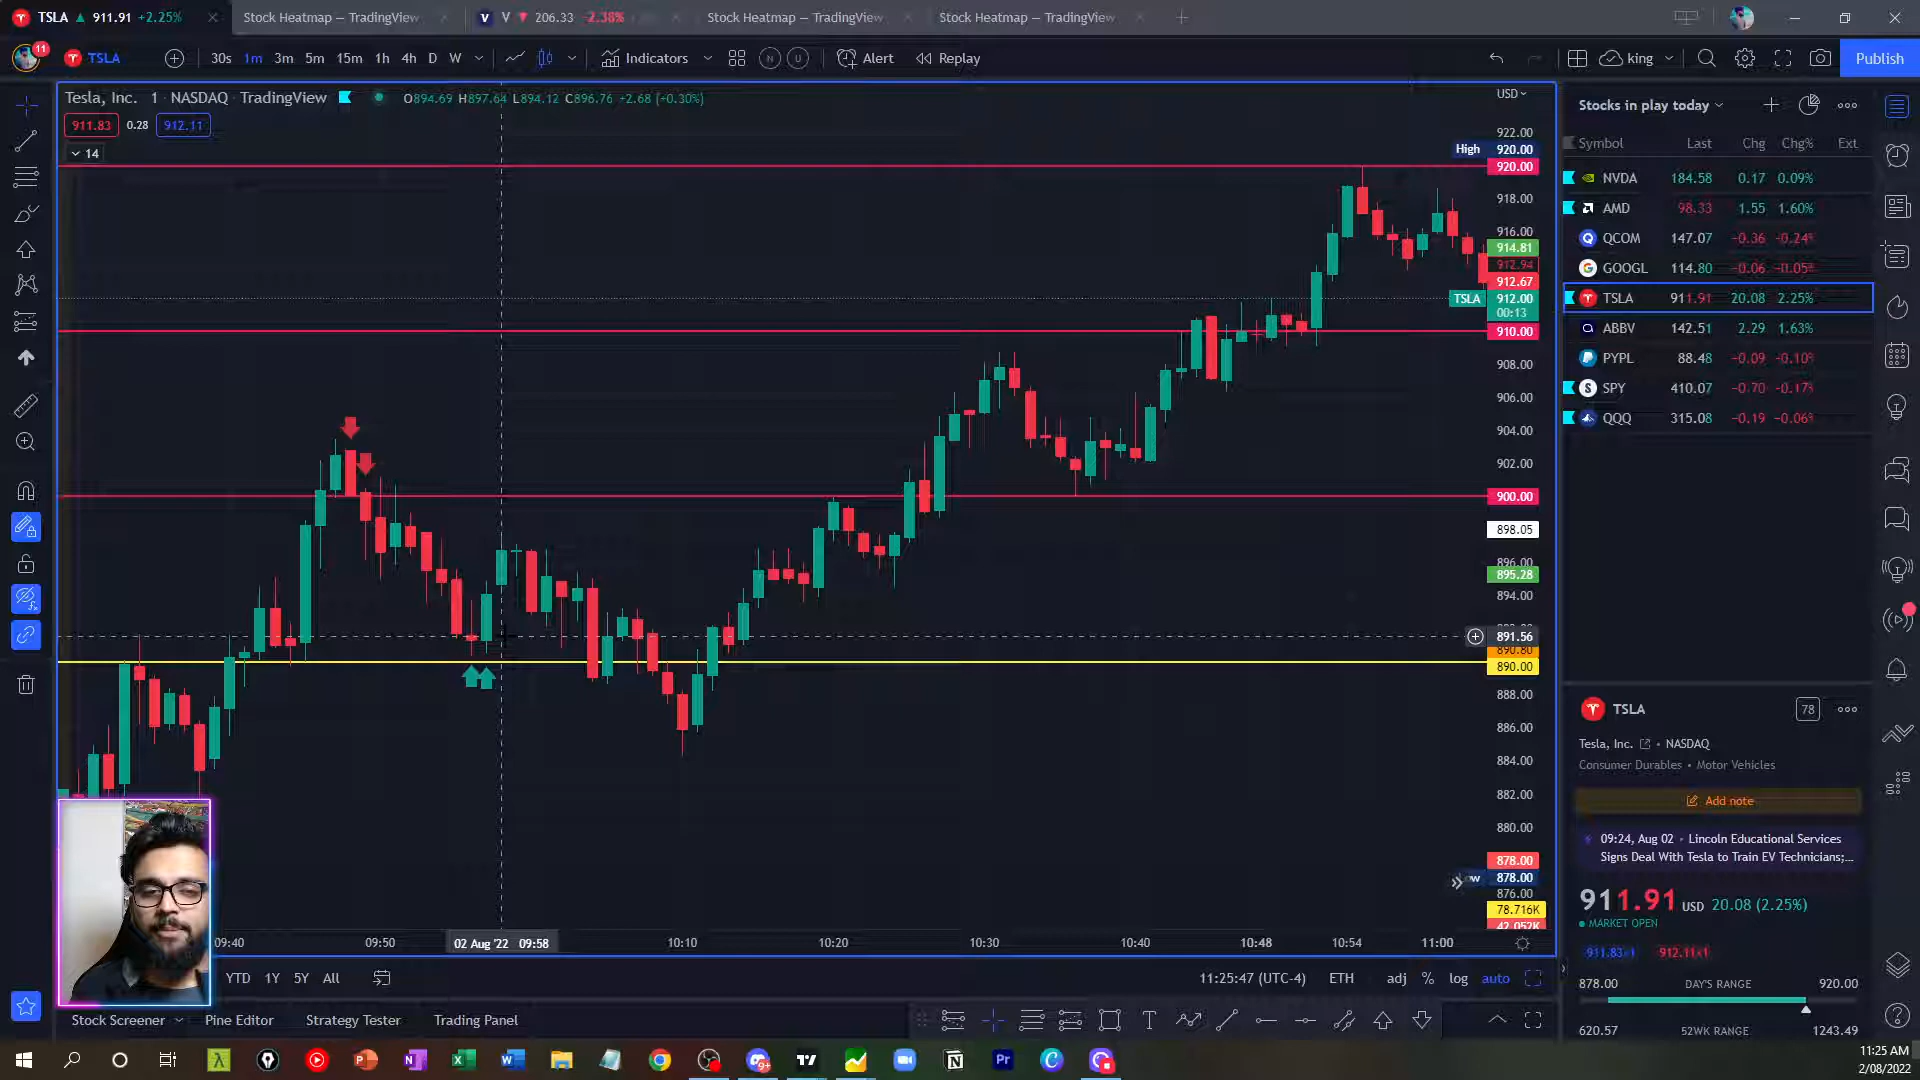 TSLA ▲ 911.91 +2.25%
Stock Heatmap — TradingView
V ▼ 206.33 -2.38%
Stock Heatmap — TradingView
Stock Heatmap — TradingView
11
TSLA
30s 1m 3m 5m 15m 1h 4h D W
Indicators
N U
Alert
Replay
king
Publish
Tesla, Inc. 1 · NASDAQ · TradingView
O894.69 H897.64 L894.12 C896.76 +2.68 (+0.30%)
911.83 0.28 912.11
14
USD
922.00
High 920.00
920.00
918.00
916.00
914.81
912.94
912.67
TSLA 912.00
00:13
910.00
908.00
906.00
904.00
902.00
900.00
898.05
896.00
895.28
894.00
891.56
890.80
890.00
888.00
886.00
884.00
882.00
880.00
878.00
878.00
876.00
78.716K
42.052K
09:40 09:50 02 Aug '22 09:58 10:10 10:20 10:30 10:40 10:48 10:54 11:00
YTD 1Y 5Y All
11:25:47 (UTC-4) ETH adj % log auto
Stock Screener Pine Editor Strategy Tester Trading Panel
Stocks in play today
Symbol Last Chg Chg% Ext
NVDA 184.58 0.17 0.09%
AMD 98.33 1.55 1.60%
QCOM 147.07 -0.36 -0.24%
GOOGL 114.80 -0.06 -0.05%
TSLA 911.91 20.08 2.25%
ABBV 142.51 2.29 1.63%
PYPL 88.48 -0.09 -0.10%
SPY 410.07 -0.70 -0.17%
QQQ 315.08 -0.19 -0.06%
TSLA 78
Tesla, Inc. • NASDAQ
Consumer Durables • Motor Vehicles
Add note
09:24, Aug 02 • Lincoln Educational Services
Signs Deal With Tesla to Train EV Technicians;...
911.91 USD 20.08 (2.25%)
MARKET OPEN
911.83×1 912.11×1
878.00 DAY'S RANGE 920.00
620.57 52WK RANGE 1243.49
11:25 AM
2/08/2022